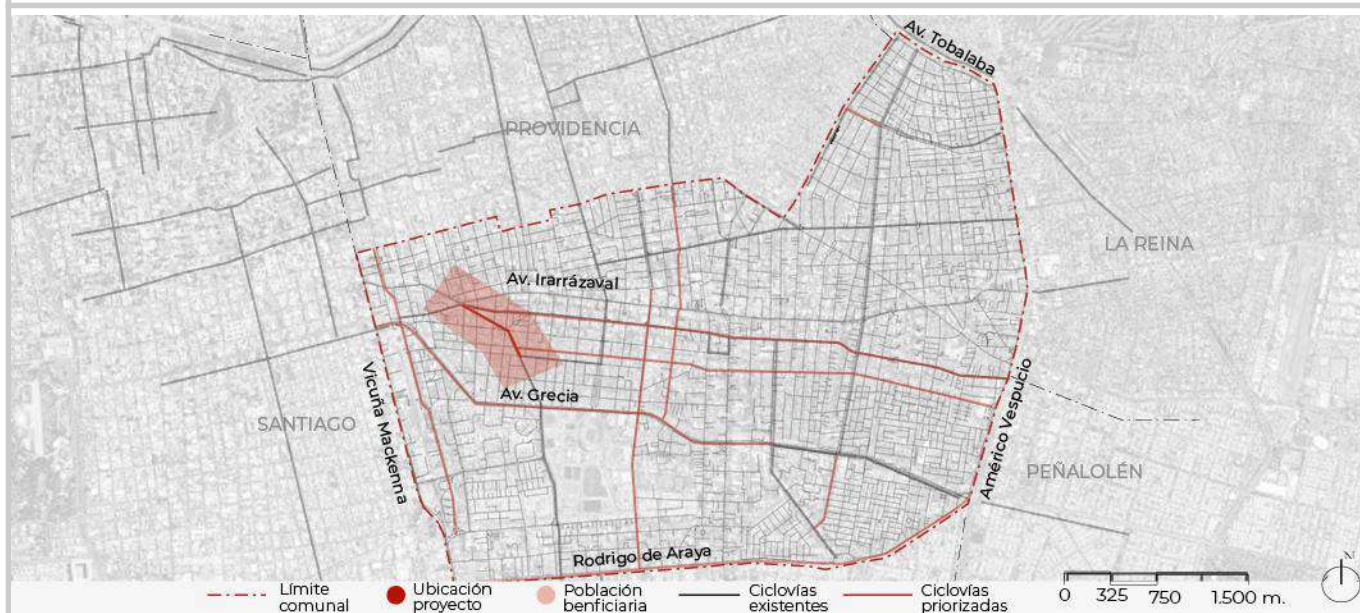 Av. Tobalaba
PROVIDENCIA
LA REINA
Av. Irarrázaval
Vicuña Mackenna
Av. Grecia
SANTIAGO
Américo Vespucio
PEÑALOLÉN
Rodrigo de Araya
N
Límite
comunal
Ubicación
proyecto
Población
benficiaria
Ciclovías
existentes
Ciclovías
priorizadas
0 325 750 1.500 m.